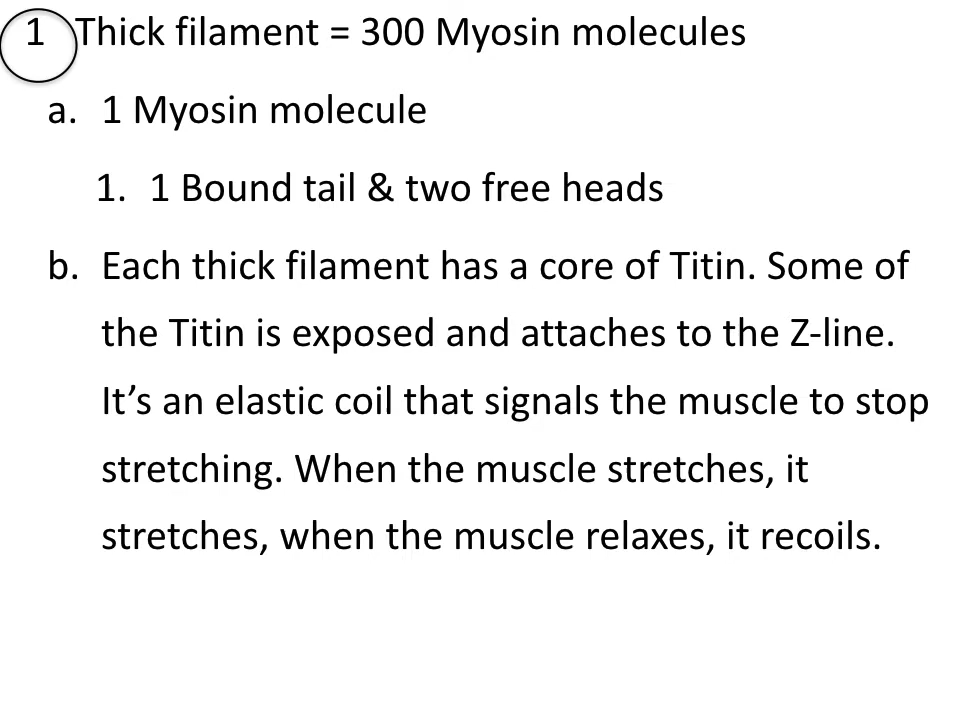 1 Thick filament = 300 Myosin molecules
a. 1 Myosin molecule
1. 1 Bound tail & two free heads
b. Each thick filament has a core of Titin. Some of
the Titin is exposed and attaches to the Z-line.
It’s an elastic coil that signals the muscle to stop
stretching. When the muscle stretches, it
stretches, when the muscle relaxes, it recoils.